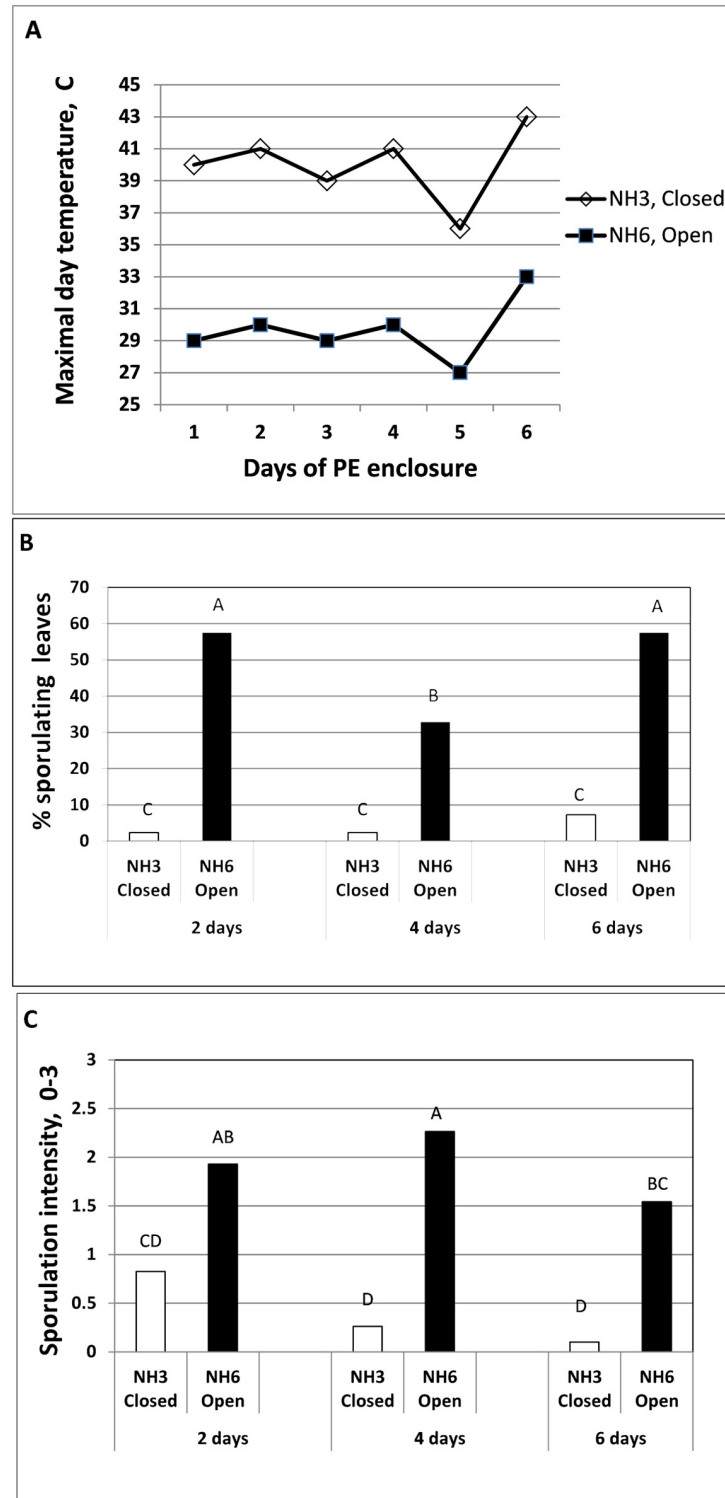 A
Maximal day temperature, C
45
43
41
39
37
35
33
31
29
27
25
1 2 3 4 5 6
Days of PE enclosure
NH3, Closed
NH6, Open
B
% sporulating leaves
70
60
50
40
30
20
10
0
C A C B C A
NH3 NH6 NH3 NH6 NH3 NH6
Closed Open Closed Open Closed Open
2 days 4 days 6 days
C
Sporulation intensity, 0-3
3
2.5
2
1.5
1
0.5
0
CD AB D A D BC
NH3 NH6 NH3 NH6 NH3 NH6
Closed Open Closed Open Closed Open
2 days 4 days 6 days